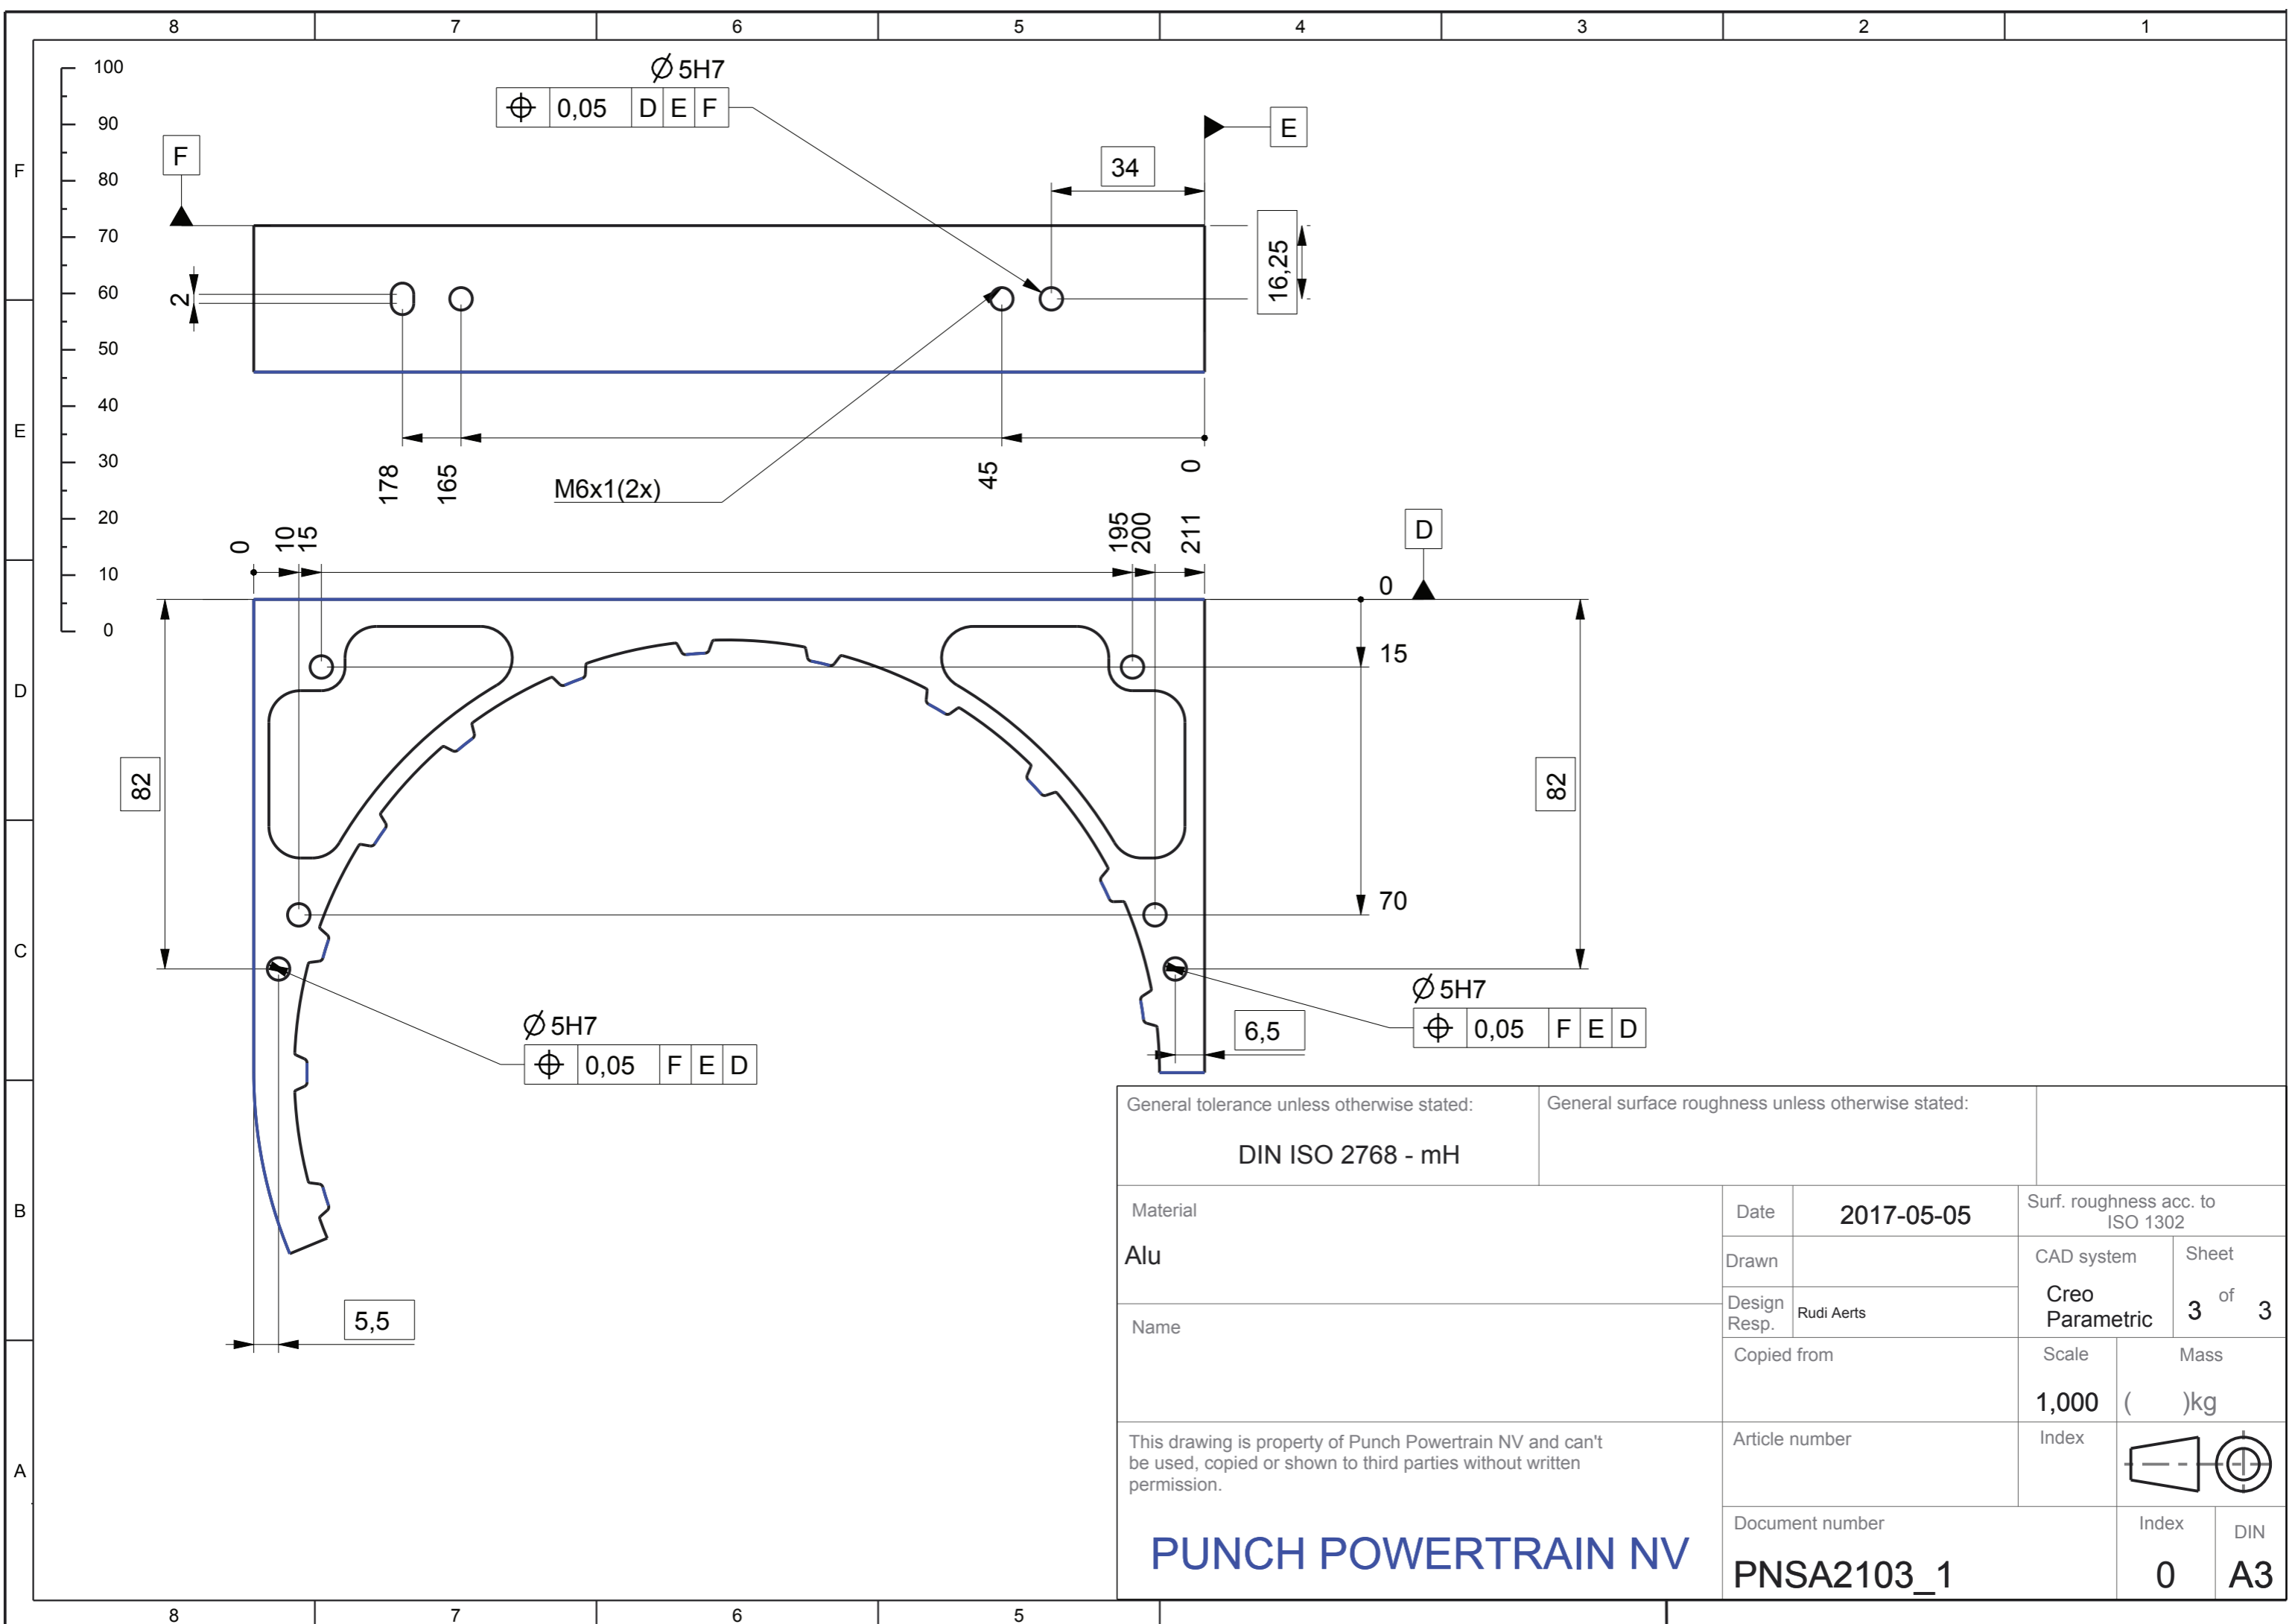 8 7 6 5 4 3 2 1
100
90
80
70
60
50
40
30
20
10
0
F
E
D
C
B
A
Ø 5H7
0,05 D E F
E
F
34
16,25
2
178 165 45 0
M6x1(2x)
0 10 15 195 200 211
D
0
15
70
82
82
Ø 5H7
0,05 F E D
Ø 5H7
0,05 F E D
6,5
5,5
General tolerance unless otherwise stated:
DIN ISO 2768 - mH
General surface roughness unless otherwise stated:
Material
Alu
Date 2017-05-05
Surf. roughness acc. to
ISO 1302
Drawn
CAD system
Creo
Parametric
Sheet
3 of 3
Design
Resp.
Rudi Aerts
Name
Copied from
Scale
1,000
Mass
( )kg
This drawing is property of Punch Powertrain NV and can't
be used, copied or shown to third parties without written
permission.
Article number
Index
PUNCH POWERTRAIN NV
Document number
PNSA2103_1
Index
0
DIN
A3
8 7 6 5